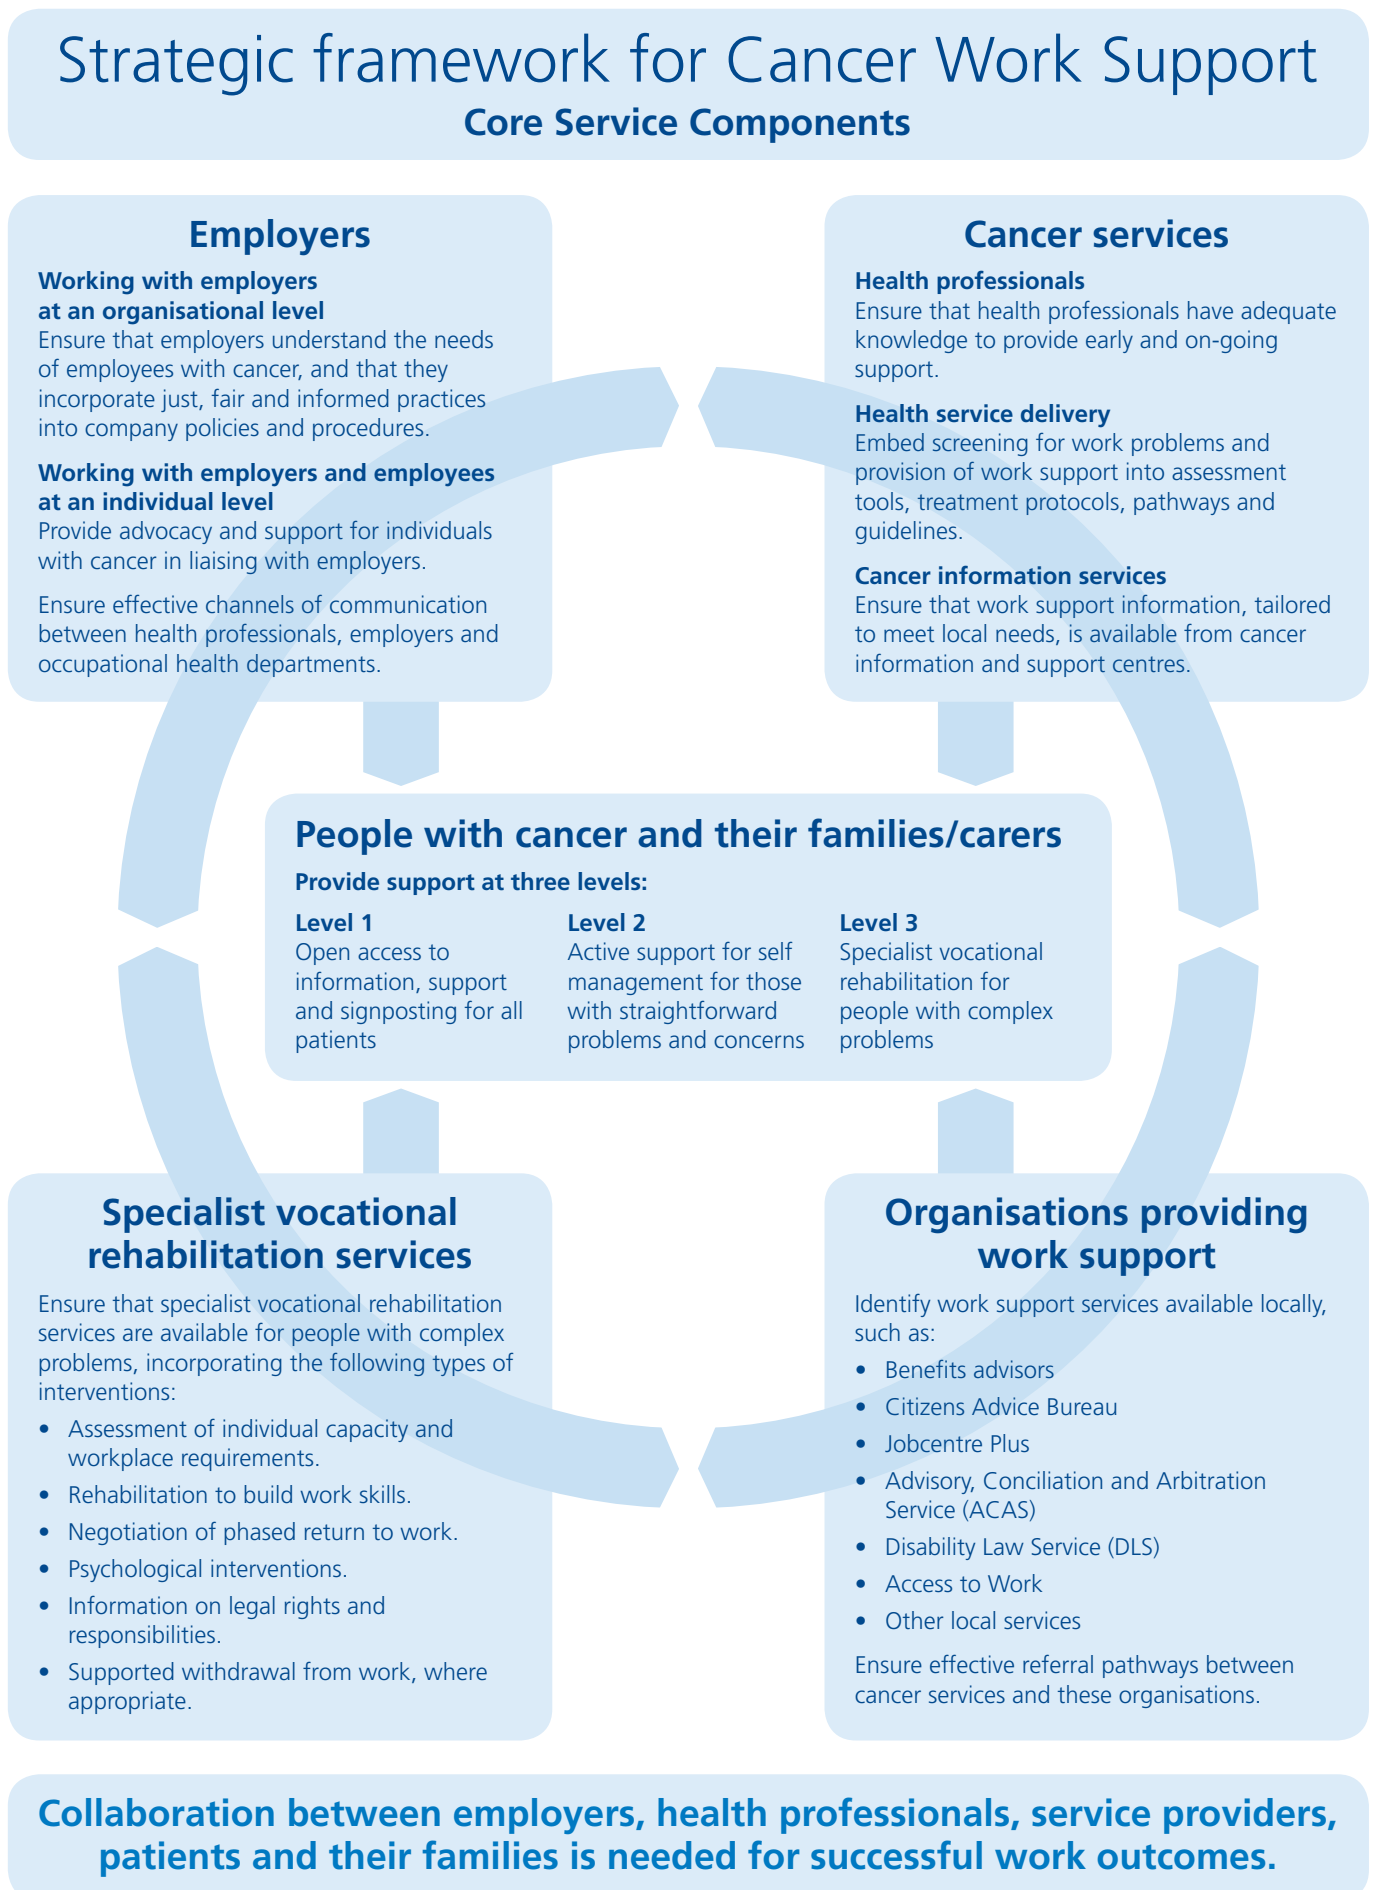 Strategic framework for Cancer Work Support
Core Service Components
Employers
Working with employers
at an organisational level
Ensure that employers understand the needs
of employees with cancer, and that they
incorporate just, fair and informed practices
into company policies and procedures.
Working with employers and employees
at an individual level
Provide advocacy and support for individuals
with cancer in liaising with employers.
Ensure effective channels of communication
between health professionals, employers and
occupational health departments.
Cancer services
Health professionals
Ensure that health professionals have adequate
knowledge to provide early and on-going
support.
Health service delivery
Embed screening for work problems and
provision of work support into assessment
tools, treatment protocols, pathways and
guidelines.
Cancer information services
Ensure that work support information, tailored
to meet local needs, is available from cancer
information and support centres.
People with cancer and their families/carers
Provide support at three levels:
Level 1
Open access to
information, support
and signposting for all
patients
Level 2
Active support for self
management for those
with straightforward
problems and concerns
Level 3
Specialist vocational
rehabilitation for
people with complex
problems
Specialist vocational
rehabilitation services
Ensure that specialist vocational rehabilitation
services are available for people with complex
problems, incorporating the following types of
interventions:
• Assessment of individual capacity and
workplace requirements.
• Rehabilitation to build work skills.
• Negotiation of phased return to work.
• Psychological interventions.
• Information on legal rights and
responsibilities.
• Supported withdrawal from work, where
appropriate.
Organisations providing
work support
Identify work support services available locally,
such as:
• Benefits advisors
• Citizens Advice Bureau
• Jobcentre Plus
• Advisory, Conciliation and Arbitration
Service (ACAS)
• Disability Law Service (DLS)
• Access to Work
• Other local services
Ensure effective referral pathways between
cancer services and these organisations.
Collaboration between employers, health professionals, service providers,
patients and their families is needed for successful work outcomes.